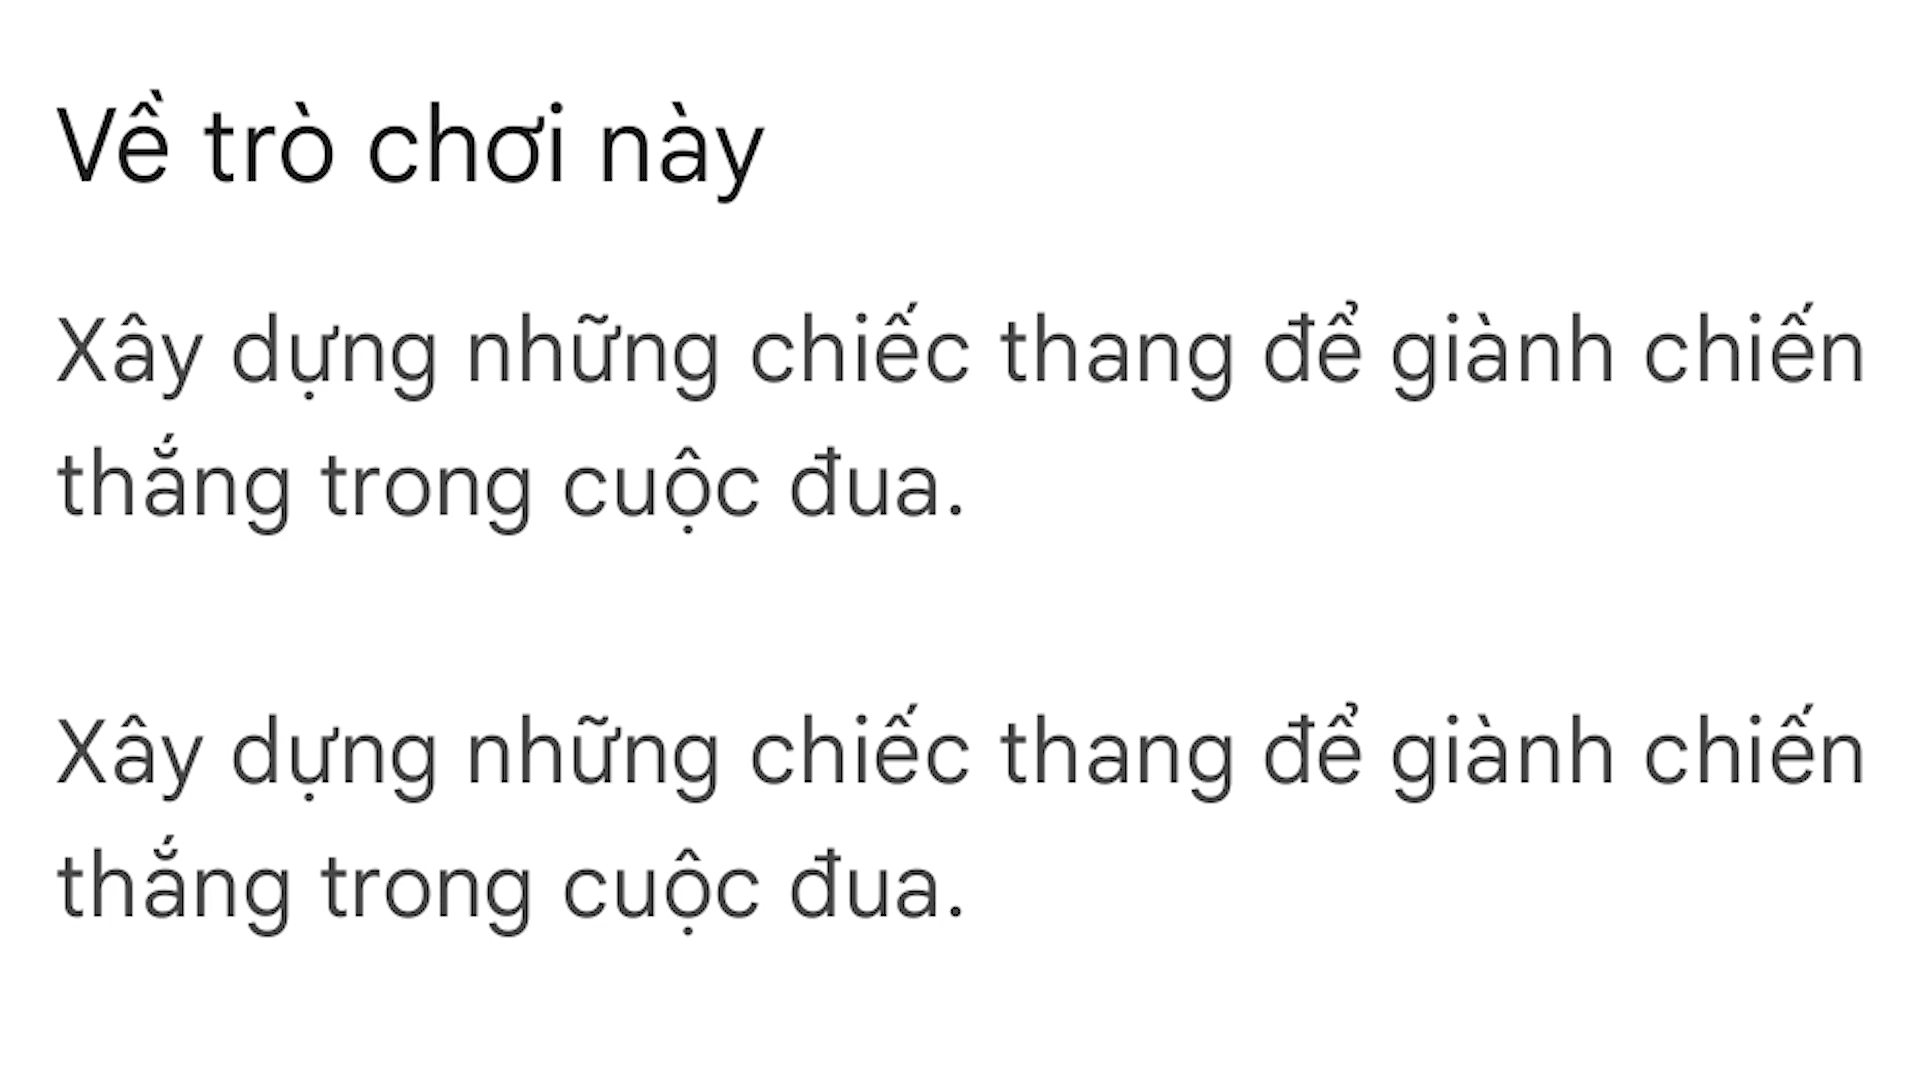 Về trò chơi này
Xây dựng những chiếc thang để giành chiến
thắng trong cuộc đua.
Xây dựng những chiếc thang để giành chiến
thắng trong cuộc đua.